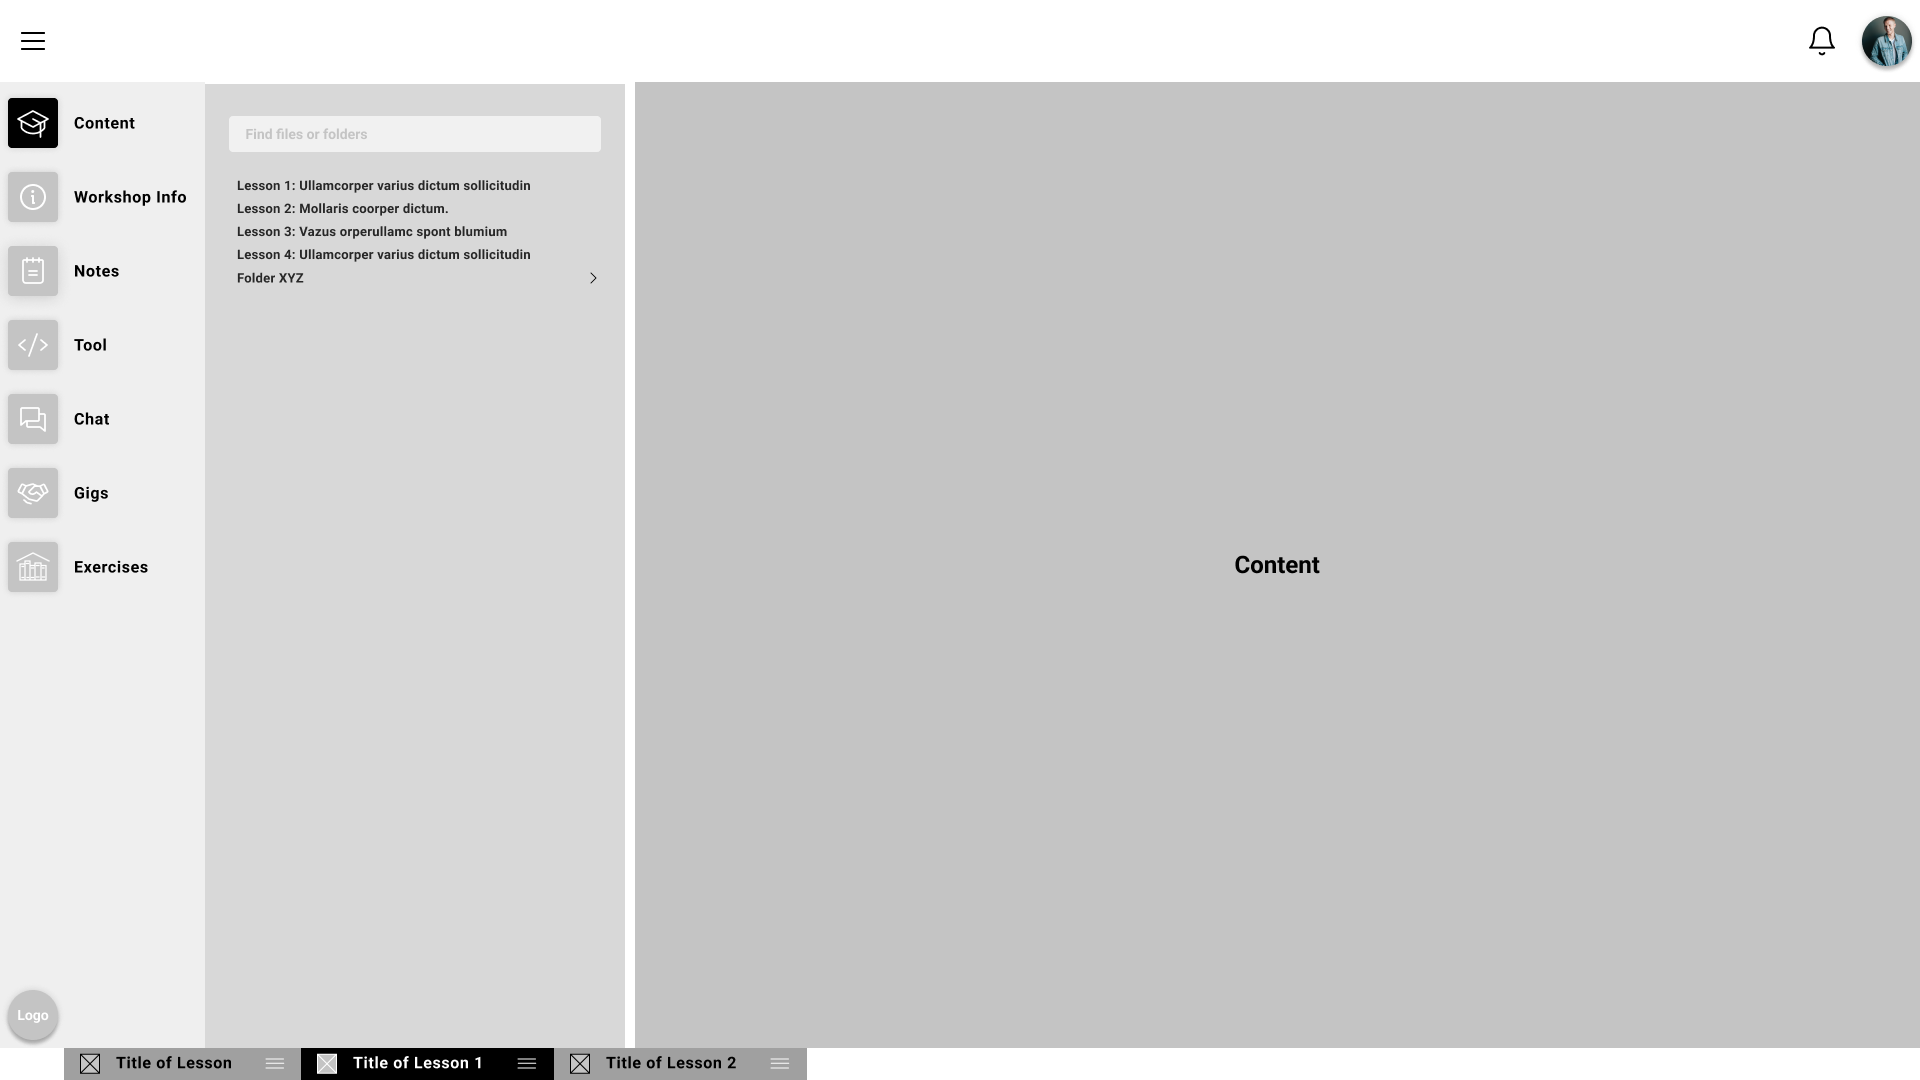 Content
Workshop Info
Notes
Tool
Chat
Gigs
Exercises
Logo
Find files or folders
Lesson 1: Ullamcorper varius dictum sollicitudin
Lesson 2: Mollaris coorper dictum.
Lesson 3: Vazus orperullamc spont blumium
Lesson 4: Ullamcorper varius dictum sollicitudin
Folder XYZ
Content
Title of Lesson
Title of Lesson 1
Title of Lesson 2